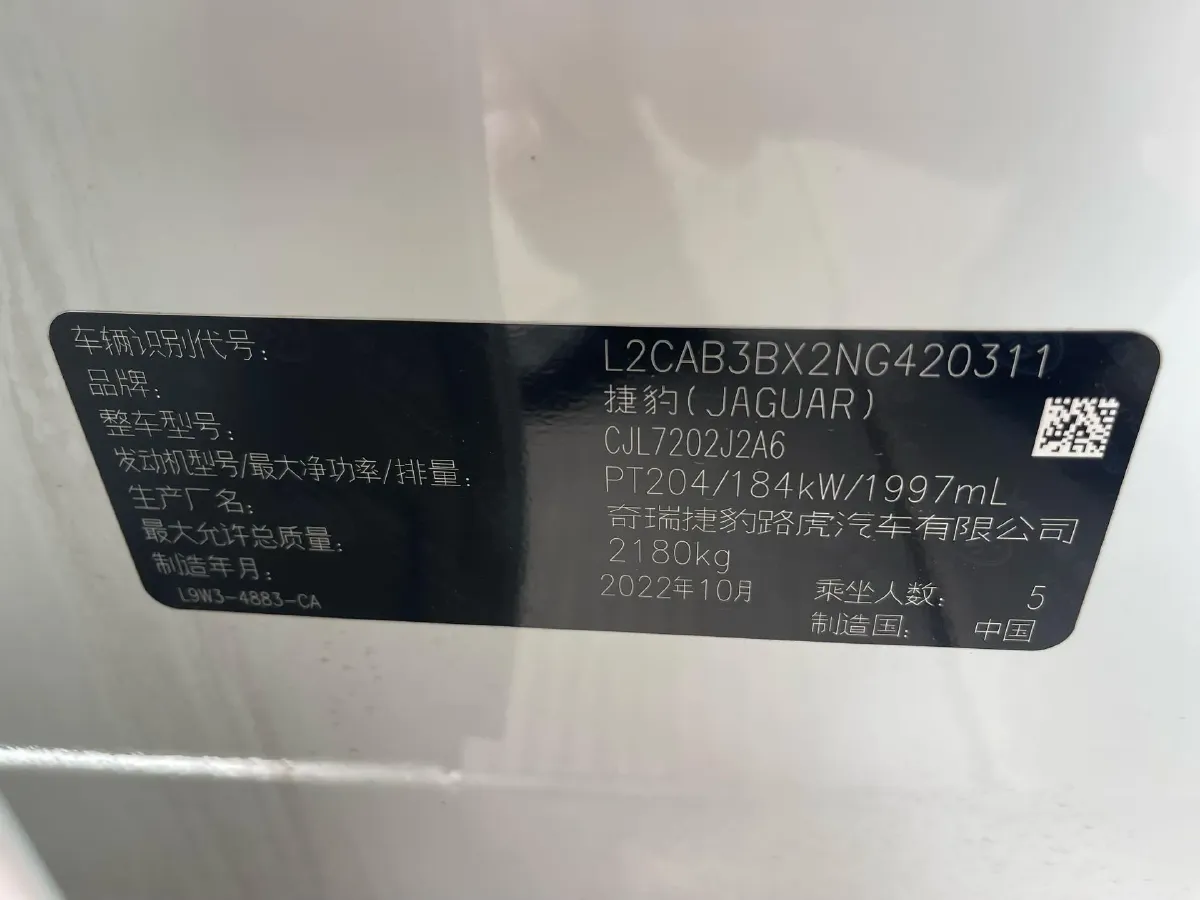 车辆识别代号: L2CAB3BX2NG420311
品牌: 捷豹(JAGUAR)
整车型号: CJL7202J2A6
发动机型号/最大净功率/排量: PT204/184kW/1997mL
生产厂名: 奇瑞捷豹路虎汽车有限公司
最大允许总质量: 2180kg
制造年月: 2022年10月 乘坐人数: 5
L9W3-4883-CA 制造国: 中国